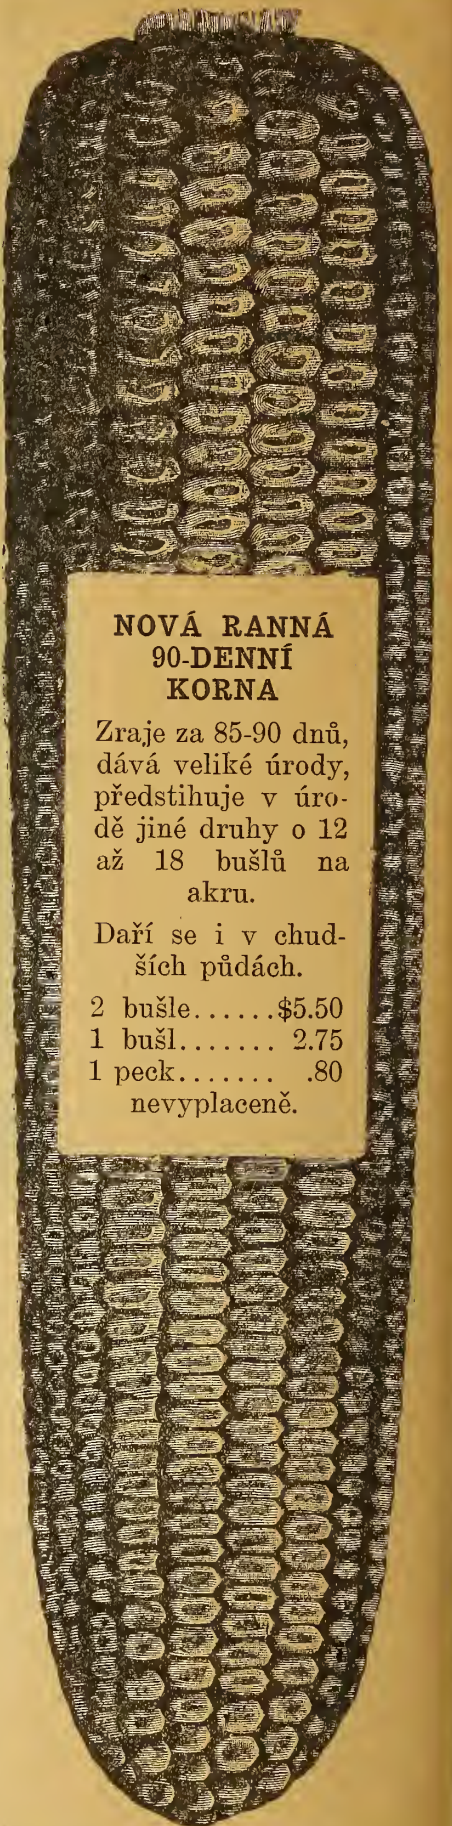 NOVÁ RANNÁ
90-DENNÍ
KORNA
Zraje za 85-90 dnů,
dává veliké úrody,
předstihuje v úro-
dě jiné druhy o 12
až 18 bušlů na
akru.
Daří se i v chud-
ších půdách.
2 bušle......$5.50
1 bušl....... 2.75
1 peck....... .80
nevyplaceně.